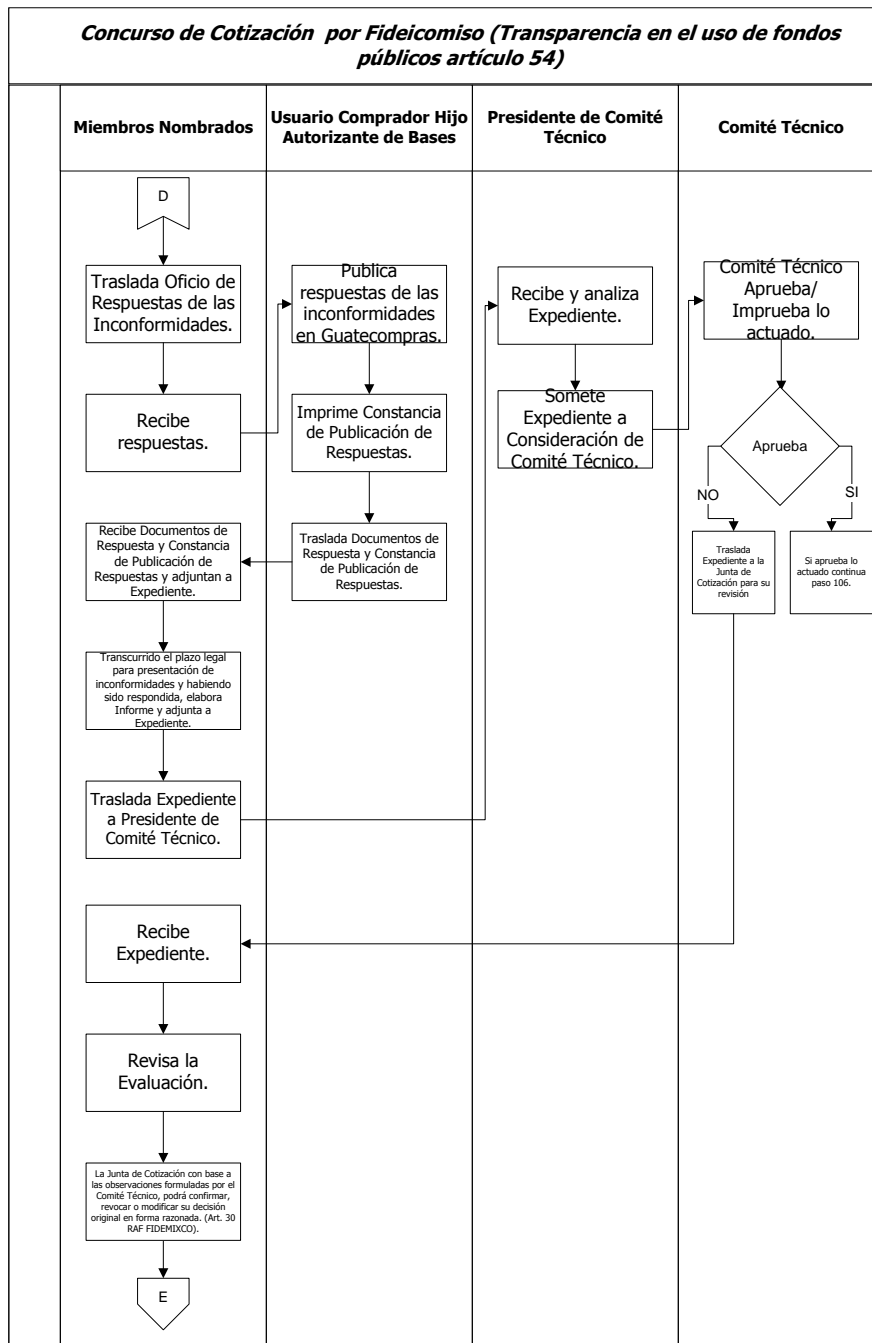 Concurso de Cotización por Fideicomiso (Transparencia en el uso de fondos
públicos artículo 54)
Miembros Nombrados
Usuario Comprador Hijo
Autorizante de Bases
Presidente de Comité
Técnico
Comité Técnico
D
Traslada Oficio de
Respuestas de las
Inconformidades.
Recibe
respuestas.
Publica
respuestas de las
inconformidades
en Guatecompras.
Imprime Constancia
de Publicación de
Respuestas.
Traslada Documentos de
Respuesta y Constancia
de Publicación de
Respuestas.
Recibe Documentos de
Respuesta y Constancia
de Publicación de
Respuestas y adjuntan a
Expediente.
Transcurrido el plazo legal
para presentación de
inconformidades y habiendo
sido respondida, elabora
Informe y adjunta a
Expediente.
Traslada Expediente
a Presidente de
Comité Técnico.
Recibe y analiza
Expediente.
Somete
Expediente a
Consideración de
Comité Técnico.
Comité Técnico
Aprueba/
Imprueba lo
actuado.
Aprueba
NO
SI
Traslada
Expediente a la
Junta de
Cotización para su
revisión
Si aprueba lo
actuado continua
paso 106.
Recibe
Expediente.
Revisa la
Evaluación.
La Junta de Cotización con base a
las observaciones formuladas por el
Comité Técnico, podrá confirmar,
revocar o modificar su decisión
original en forma razonada. (Art. 30
RAF FIDEMIXCO).
E